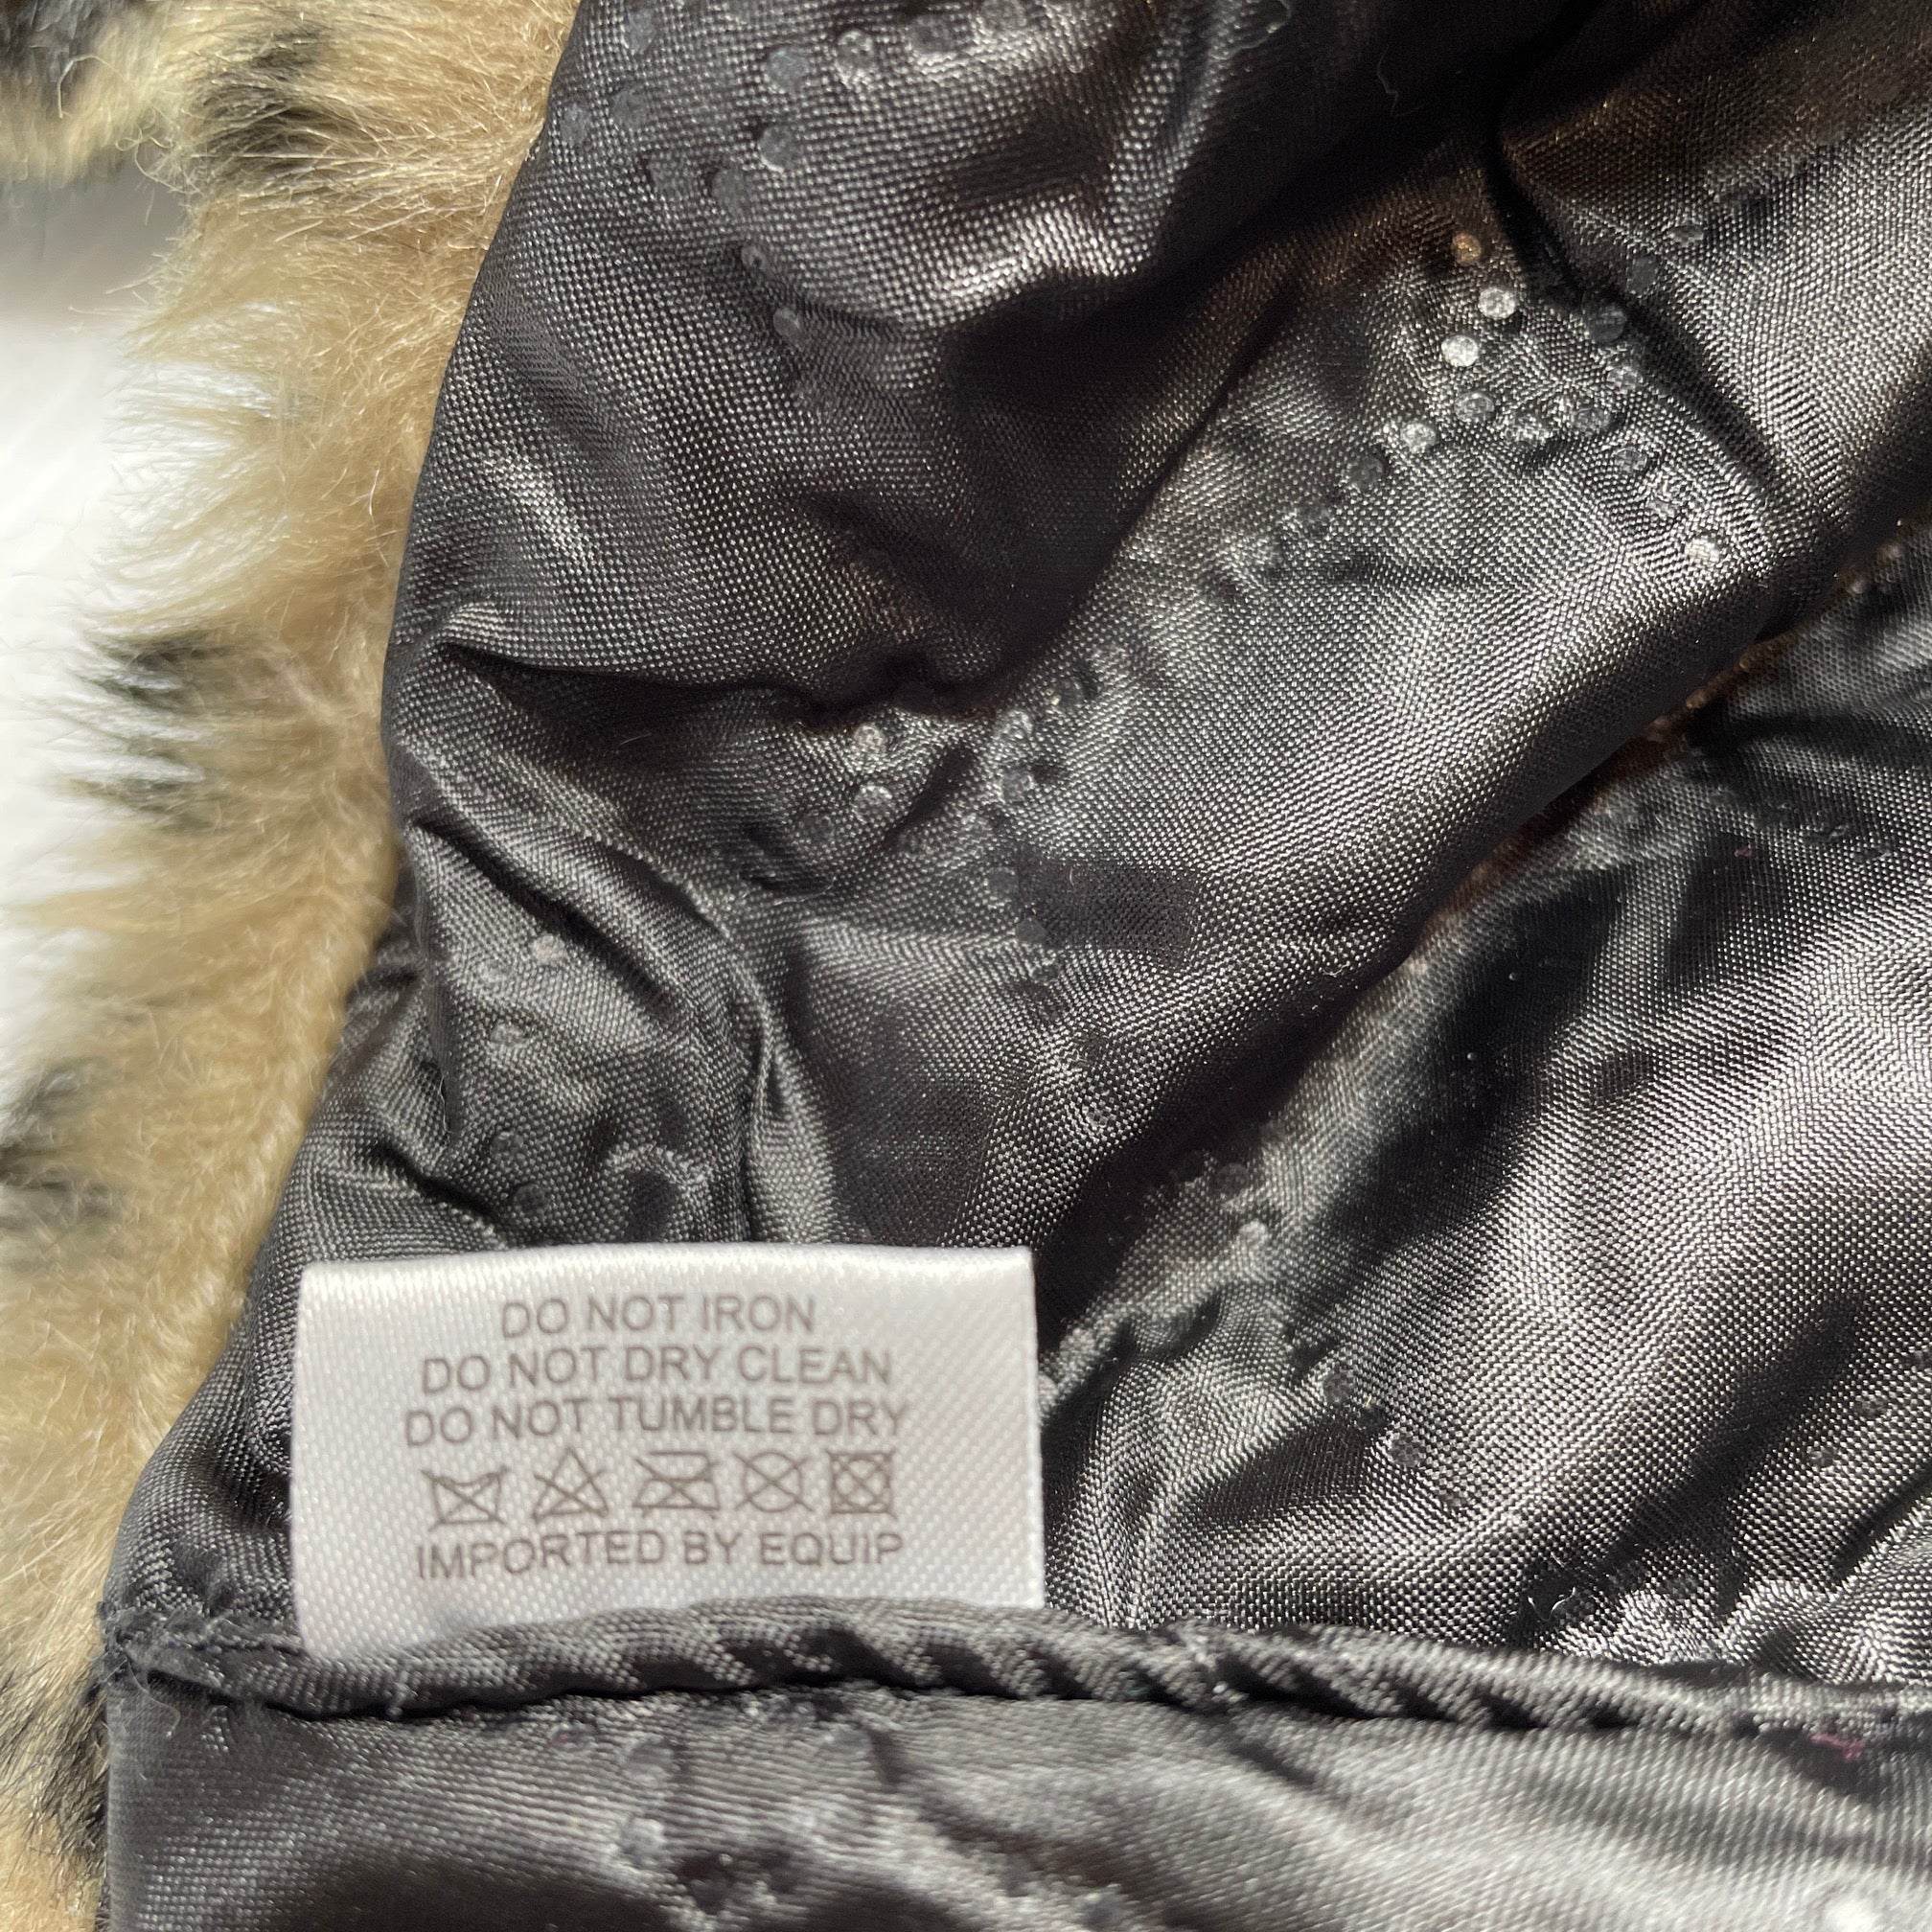 DO NOT IRON
DO NOT DRY CLEAN
DO NOT TUMBLE DRY
IMPORTED BY EQUIP